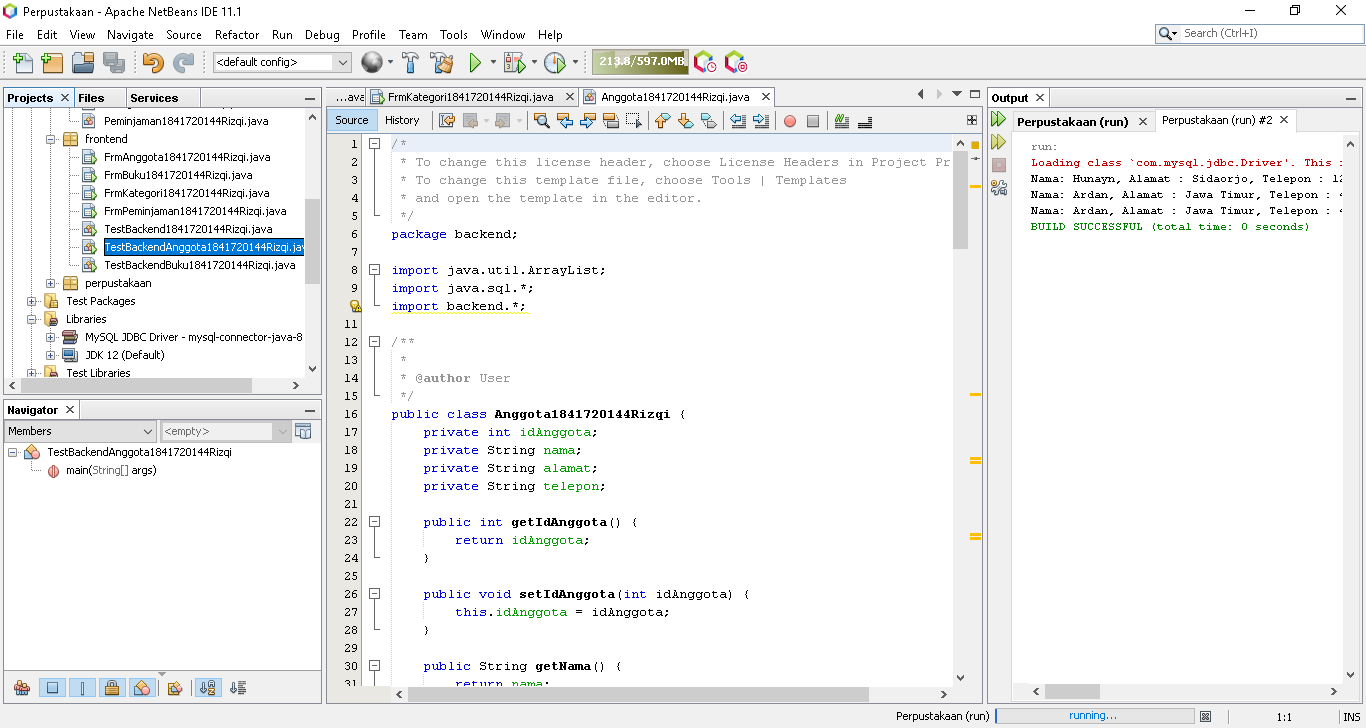 Perpustakaan - Apache NetBeans IDE 11.1
File Edit View Navigate Source Refactor Run Debug Profile Team Tools Window Help
Search (Ctrl+I)
<default config>
213.8/597.0MB
Projects Files Services
Peminjaman1841720144Rizqi.java
frontend
FrmAnggota1841720144Rizqi.java
FrmBuku1841720144Rizqi.java
FrmKategori1841720144Rizqi.java
FrmPeminjaman1841720144Rizqi.java
TestBackend1841720144Rizqi.java
TestBackendAnggota1841720144Rizqi.jav
TestBackendBuku1841720144Rizqi.java
perpustakaan
Test Packages
Libraries
MySQL JDBC Driver - mysql-connector-java-8
JDK 12 (Default)
Test Libraries
Navigator
Members
<empty>
TestBackendAnggota1841720144Rizqi
main(String[] args)
...ava FrmKategori1841720144Rizqi.java Anggota1841720144Rizqi.java
Source History
1 /*
2 * To change this license header, choose License Headers in Project Pr
3 * To change this template file, choose Tools | Templates
4 * and open the template in the editor.
5 */
6 package backend;
7
8 import java.util.ArrayList;
9 import java.sql.*;
import backend.*;
11
12 /**
13 *
14 * @author User
15 */
16 public class Anggota1841720144Rizqi {
17 private int idAnggota;
18 private String nama;
19 private String alamat;
20 private String telepon;
21
22 public int getIdAnggota() {
23 return idAnggota;
24 }
25
26 public void setIdAnggota(int idAnggota) {
27 this.idAnggota = idAnggota;
28 }
29
30 public String getNama() {
31 return nama;
Output
Perpustakaan (run) Perpustakaan (run) #2
run:
Loading class `com.mysql.jdbc.Driver'. This
Nama: Hunayn, Alamat : Sidaorjo, Telepon : 12
Nama: Ardan, Alamat : Jawa Timur, Telepon : 4
Nama: Ardan, Alamat : Jawa Timur, Telepon : 4
BUILD SUCCESSFUL (total time: 0 seconds)
Perpustakaan (run) running... 1:1 INS